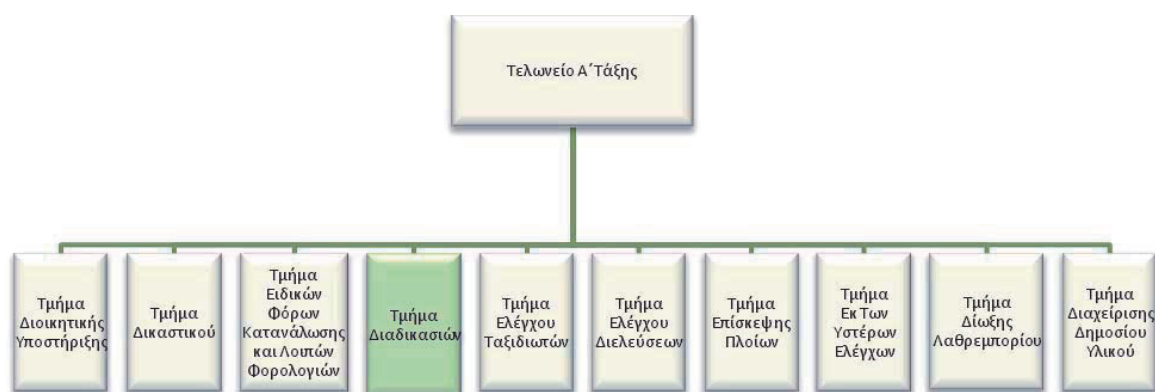 Τελωνείο Α΄Τάξης
Τμήμα
Διοικητικής
Υποστήριξης
Τμήμα
Δικαστικού
Τμήμα
Ειδικών
Φόρων
Κατανάλωσης
και Λοιπών
Φορολογιών
Τμήμα
Διαδικασιών
Τμήμα
Ελέγχου
Ταξιδιωτών
Τμήμα
Ελέγχου
Διελεύσεων
Τμήμα
Επίσκεψης
Πλοίων
Τμήμα
Εκ Των
Υστέρων
Ελέγχων
Τμήμα
Δίωξης
Λαθρεμπορίου
Τμήμα
Διαχείρισης
Δημοσίου
Υλικού